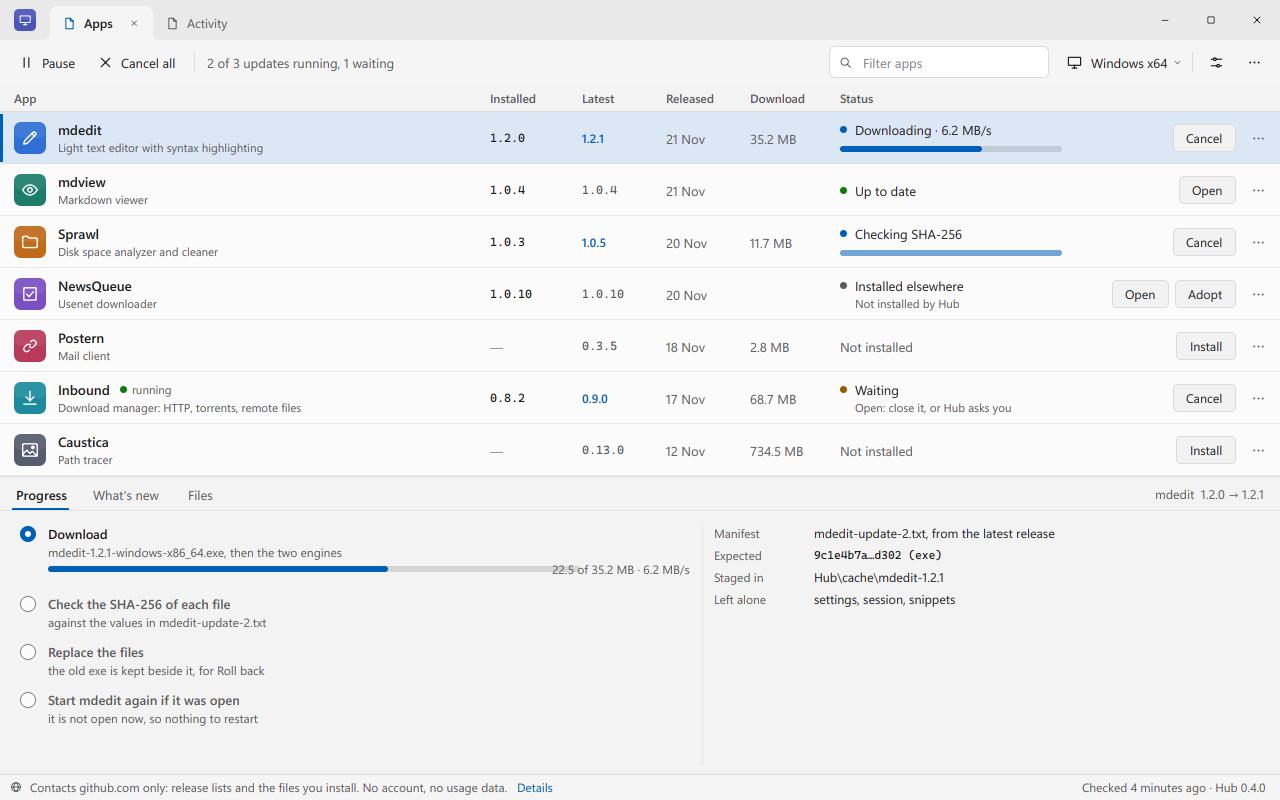 Apps
Activity
Pause
Cancel all
2 of 3 updates running, 1 waiting
Filter apps
Windows x64
App Installed Latest Released Download Status
mdedit 1.2.0 1.2.1 21 Nov 35.2 MB Downloading · 6.2 MB/s Cancel
Light text editor with syntax highlighting
mdview 1.0.4 1.0.4 21 Nov Up to date Open
Markdown viewer
Sprawl 1.0.3 1.0.5 20 Nov 11.7 MB Checking SHA-256 Cancel
Disk space analyzer and cleaner
NewsQueue 1.0.10 1.0.10 20 Nov Installed elsewhere Open Adopt
Usenet downloader Not installed by Hub
Postern — 0.3.5 18 Nov 2.8 MB Not installed Install
Mail client
Inbound running 0.8.2 0.9.0 17 Nov 68.7 MB Waiting Cancel
Download manager: HTTP, torrents, remote files Open: close it, or Hub asks you
Caustica — 0.13.0 12 Nov 734.5 MB Not installed Install
Path tracer
Progress What's new Files mdedit 1.2.0 → 1.2.1
Download
mdedit-1.2.1-windows-x86_64.exe, then the two engines
22.5 of 35.2 MB · 6.2 MB/s
Check the SHA-256 of each file
against the values in mdedit-update-2.txt
Replace the files
the old exe is kept beside it, for Roll back
Start mdedit again if it was open
it is not open now, so nothing to restart
Manifest mdedit-update-2.txt, from the latest release
Expected 9c1e4b7a…d302 (exe)
Staged in Hub\cache\mdedit-1.2.1
Left alone settings, session, snippets
Contacts github.com only: release lists and the files you install. No account, no usage data. Details
Checked 4 minutes ago · Hub 0.4.0